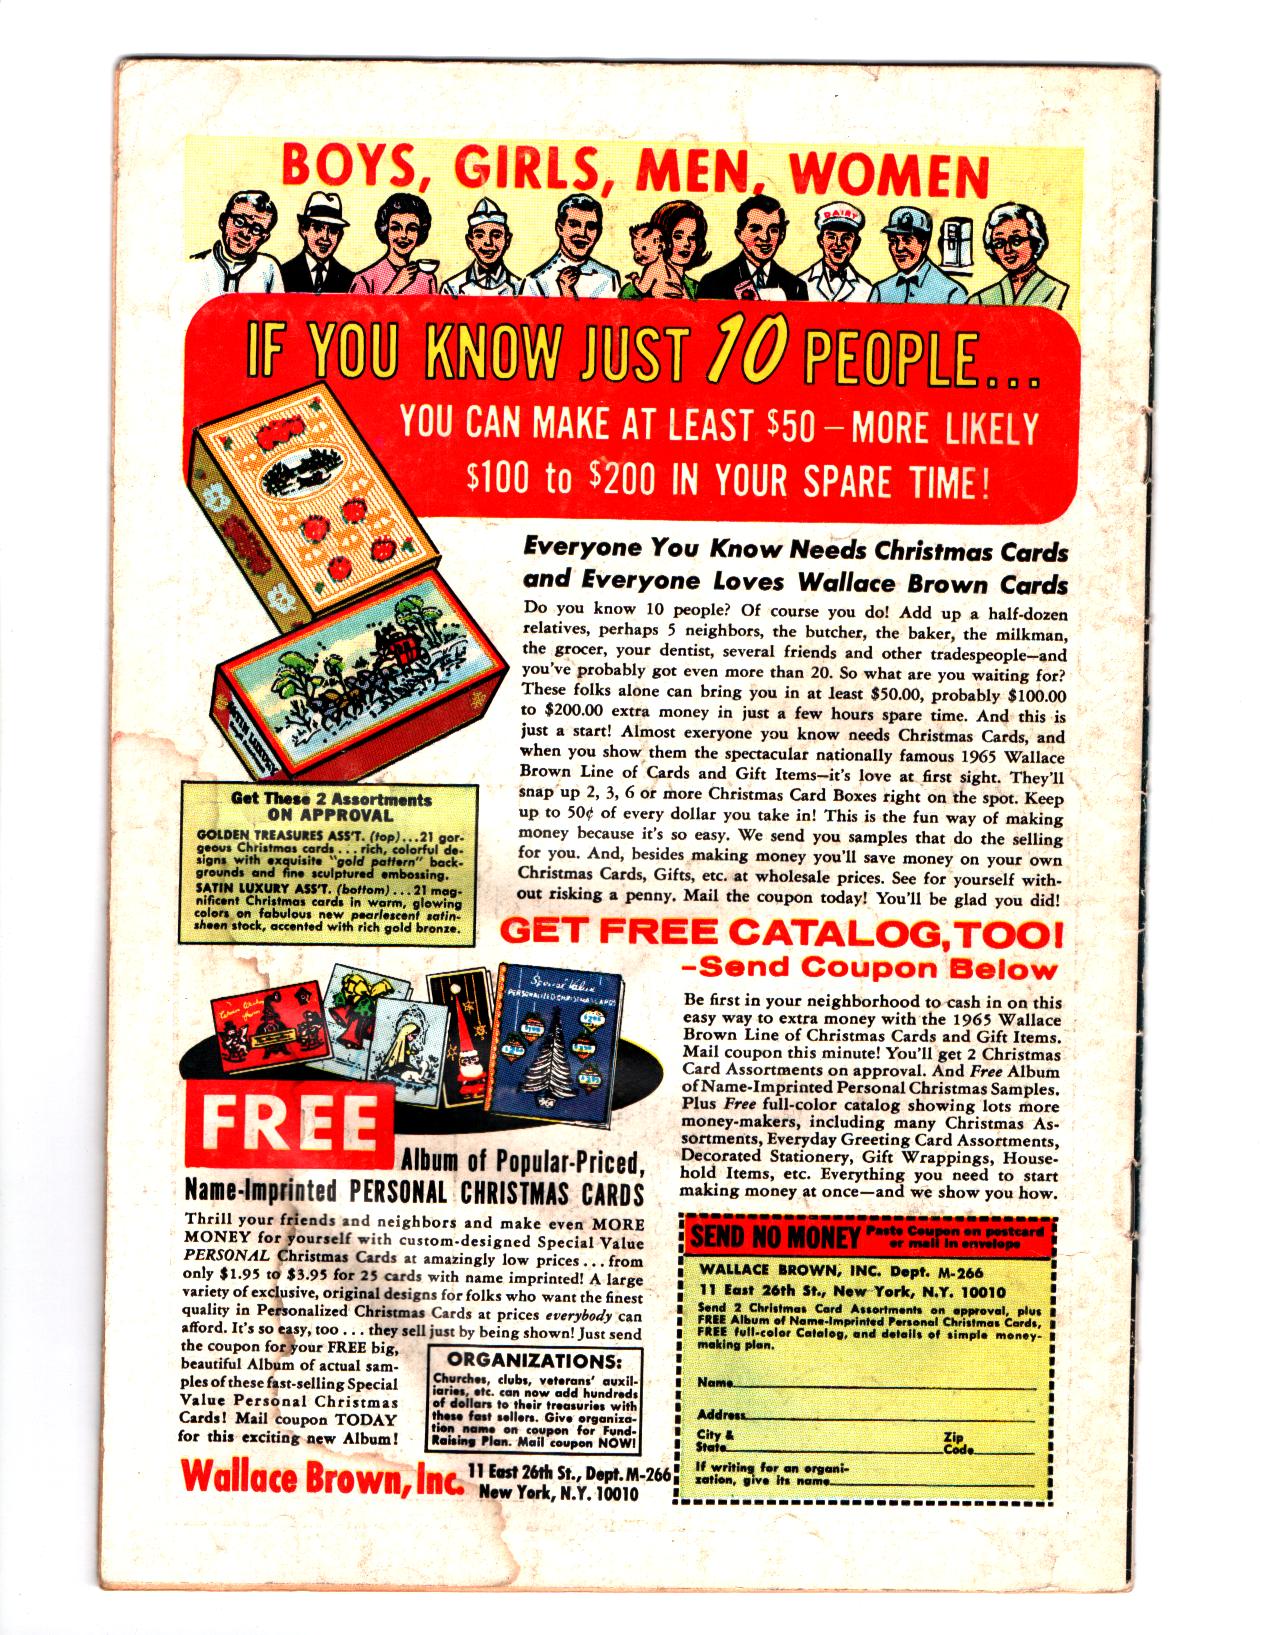 BOYS, GIRLS, MEN, WOMEN
DAIRY
IF YOU KNOW JUST 10 PEOPLE...
YOU CAN MAKE AT LEAST $50 – MORE LIKELY
$100 to $200 IN YOUR SPARE TIME!
Everyone You Know Needs Christmas Cards
and Everyone Loves Wallace Brown Cards
Do you know 10 people? Of course you do! Add up a half-dozen
relatives, perhaps 5 neighbors, the butcher, the baker, the milkman,
the grocer, your dentist, several friends and other tradespeople—and
you've probably got even more than 20. So what are you waiting for?
These folks alone can bring you in at least $50.00, probably $100.00
to $200.00 extra money in just a few hours spare time. And this is
just a start! Almost exeryone you know needs Christmas Cards, and
when you show them the spectacular nationally famous 1965 Wallace
Brown Line of Cards and Gift Items—it's love at first sight. They'll
snap up 2, 3, 6 or more Christmas Card Boxes right on the spot. Keep
up to 50¢ of every dollar you take in! This is the fun way of making
money because it's so easy. We send you samples that do the selling
for you. And, besides making money you'll save money on your own
Christmas Cards, Gifts, etc. at wholesale prices. See for yourself with-
out risking a penny. Mail the coupon today! You'll be glad you did!
SATIN LUXURY
Get These 2 Assortments
ON APPROVAL
GOLDEN TREASURES ASS'T. (top)...21 gor-
geous Christmas cards ... rich, colorful de-
signs with exquisite "gold pattern" back-
grounds and fine sculptured embossing.
SATIN LUXURY ASS'T. (bottom)...21 mag-
nificent Christmas cards in warm, glowing
colors on fabulous new pearlescent satin-
sheen stock, accented with rich gold bronze.
GET FREE CATALOG, TOO!
–Send Coupon Below
Be first in your neighborhood to cash in on this
easy way to extra money with the 1965 Wallace
Brown Line of Christmas Cards and Gift Items.
Mail coupon this minute! You'll get 2 Christmas
Card Assortments on approval. And Free Album
of Name-Imprinted Personal Christmas Samples.
Plus Free full-color catalog showing lots more
money-makers, including many Christmas As-
sortments, Everyday Greeting Card Assortments,
Decorated Stationery, Gift Wrappings, House-
hold Items, etc. Everything you need to start
making money at once—and we show you how.
Special Value
PERSONALIZED CHRISTMAS CARDS
FREE
Album of Popular-Priced,
Name-Imprinted PERSONAL CHRISTMAS CARDS
Thrill your friends and neighbors and make even MORE
MONEY for yourself with custom-designed Special Value
PERSONAL Christmas Cards at amazingly low prices ... from
only $1.95 to $3.95 for 25 cards with name imprinted! A large
variety of exclusive, original designs for folks who want the finest
quality in Personalized Christmas Cards at prices everybody can
afford. It's so easy, too ... they sell just by being shown! Just send
the coupon for your FREE big,
beautiful Album of actual sam-
ples of these fast-selling Special
Value Personal Christmas
Cards! Mail coupon TODAY
for this exciting new Album!
ORGANIZATIONS:
Churches, clubs, veterans' auxil-
iaries, etc. can now add hundreds
of dollars to their treasuries with
these fast sellers. Give organiza-
tion name on coupon for Fund-
Raising Plan. Mail coupon NOW!
Wallace Brown, Inc. 11 East 26th St., Dept. M-266
New York, N.Y. 10010
SEND NO MONEY Paste Coupon on postcard
or mail in envelope
WALLACE BROWN, INC. Dept. M-266
11 East 26th St., New York, N.Y. 10010
Send 2 Christmas Card Assortments on approval, plus
FREE Album of Name-Imprinted Personal Christmas Cards,
FREE full-color Catalog, and details of simple money-
making plan.
Name
Address
City &
State
Zip
Code
If writing for an organi-
zation, give its name